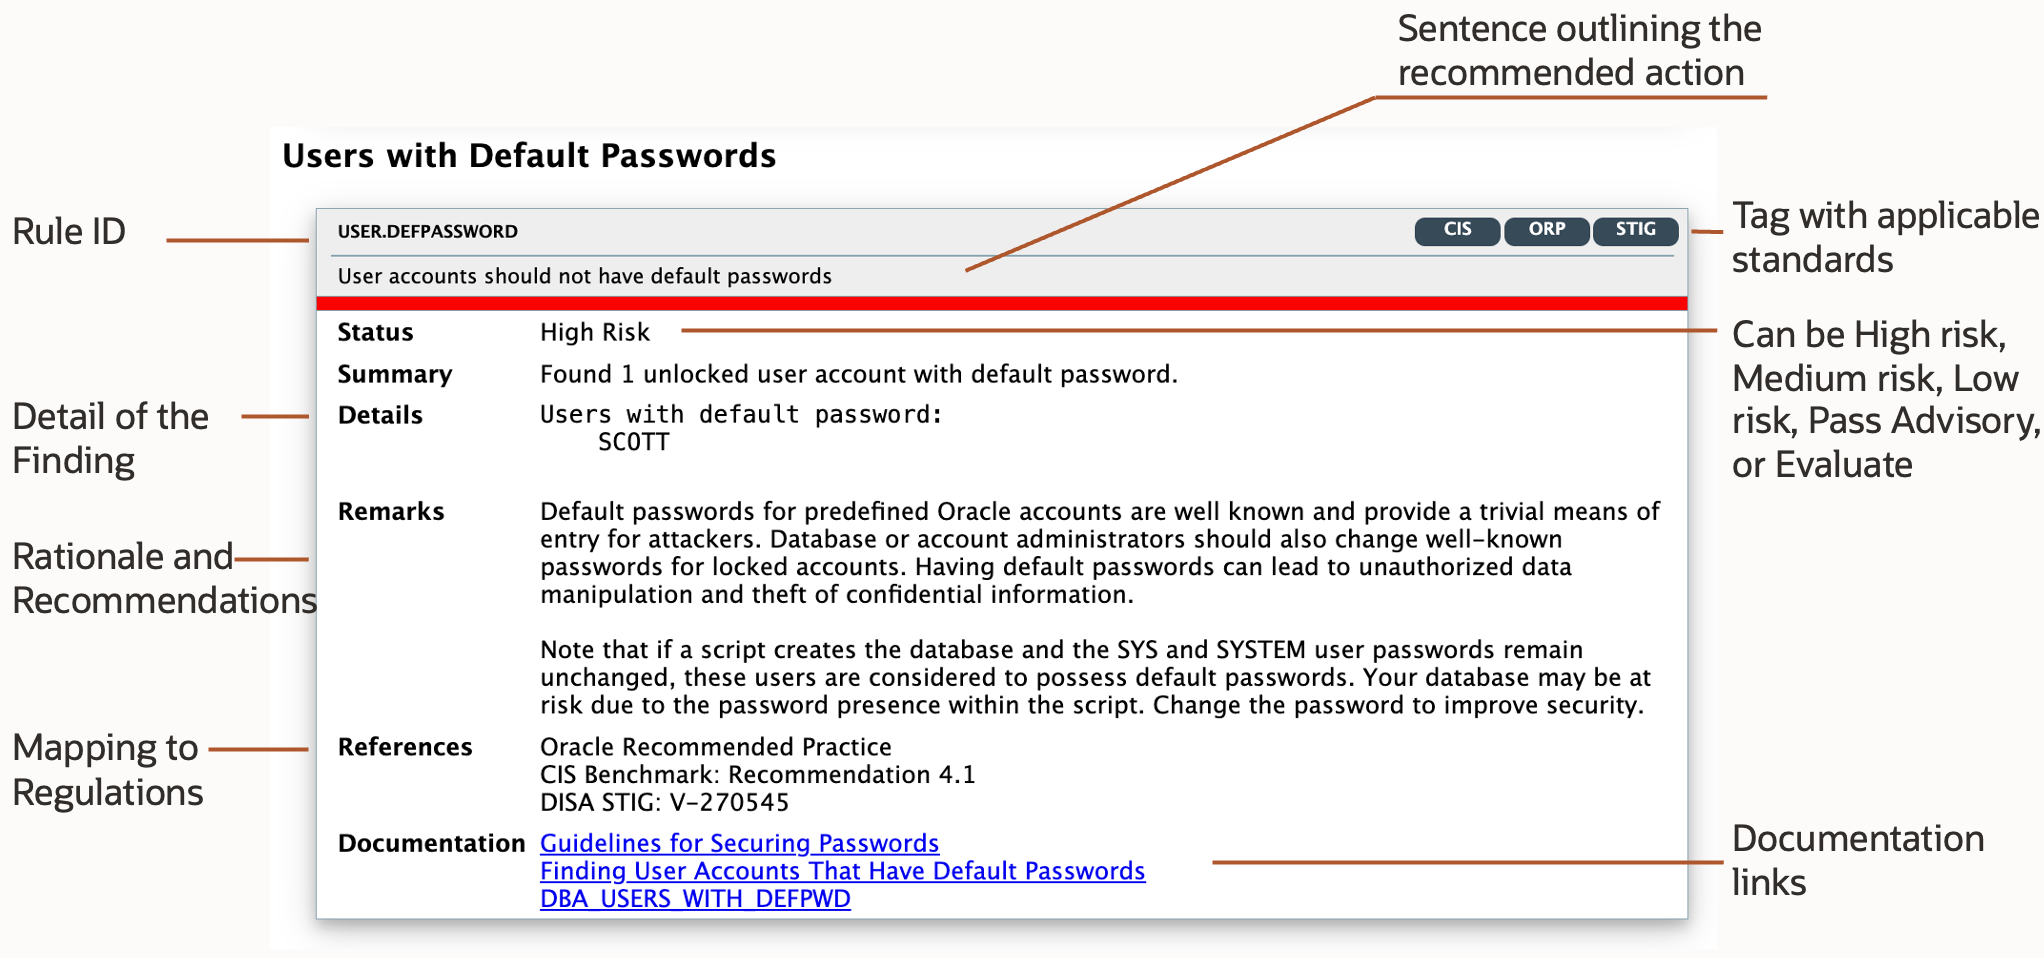 Sentence outlining the
recommended action
Users with Default Passwords
Rule ID
USER.DEFPASSWORD
CIS
ORP
STIG
Tag with applicable
standards
User accounts should not have default passwords
Status
High Risk
Can be High risk,
Medium risk, Low
risk, Pass Advisory,
or Evaluate
Summary
Found 1 unlocked user account with default password.
Detail of the
Finding
Details
Users with default password:
SCOTT
Rationale and
Recommendations
Remarks
Default passwords for predefined Oracle accounts are well known and provide a trivial means of
entry for attackers. Database or account administrators should also change well-known
passwords for locked accounts. Having default passwords can lead to unauthorized data
manipulation and theft of confidential information.
Note that if a script creates the database and the SYS and SYSTEM user passwords remain
unchanged, these users are considered to possess default passwords. Your database may be at
risk due to the password presence within the script. Change the password to improve security.
Mapping to
Regulations
References
Oracle Recommended Practice
CIS Benchmark: Recommendation 4.1
DISA STIG: V-270545
Documentation
Guidelines for Securing Passwords
Finding User Accounts That Have Default Passwords
DBA_USERS_WITH_DEFPWD
Documentation
links